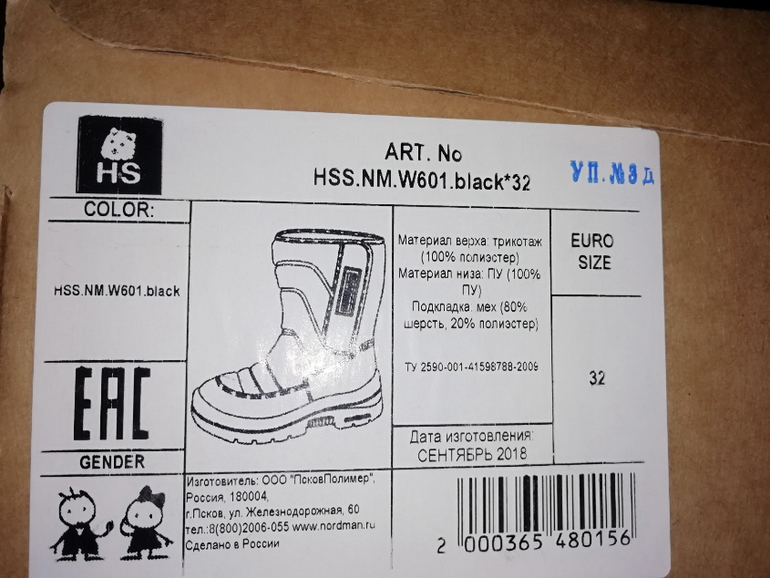 HS
ART. No
HSS.NM.W601.black*32
УП.№3д
COLOR:
HSS.NM.W601.black
EAC
GENDER
Материал верха: трикотаж
(100% полиэстер)
Материал низа: ПУ (100%
ПУ)
Подкладка: мех (80%
шерсть, 20% полиэстер)
ТУ 2590-001-41598788-2009
Дата изготовления:
СЕНТЯБРЬ 2018
EURO
SIZE
32
Изготовитель: ООО "ПсковПолимер",
Россия, 180004,
г.Псков, ул. Железнодорожная, 60
тел.:8(800)2006-055 www.nordman.ru
Сделано в России
2 000365 480156